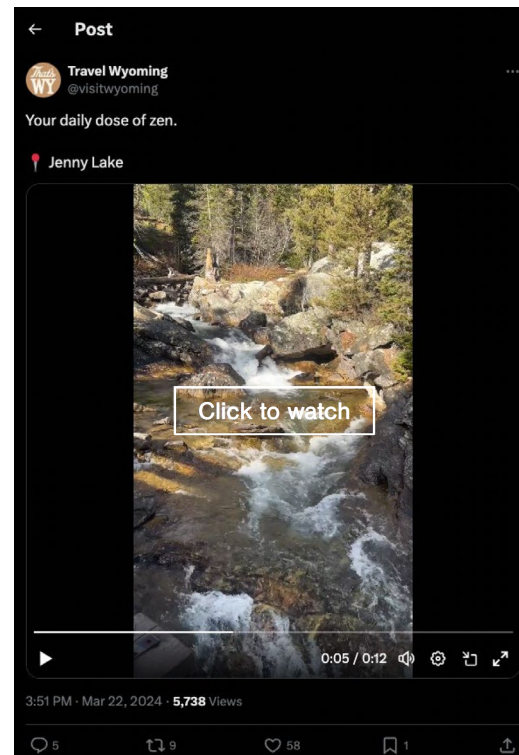 Post
That's
WY
Travel Wyoming
@visitwyoming
Your daily dose of zen.
Jenny Lake
Click to watch
0:05 / 0:12
3:51 PM · Mar 22, 2024 · 5,738 Views
5 9 58 1